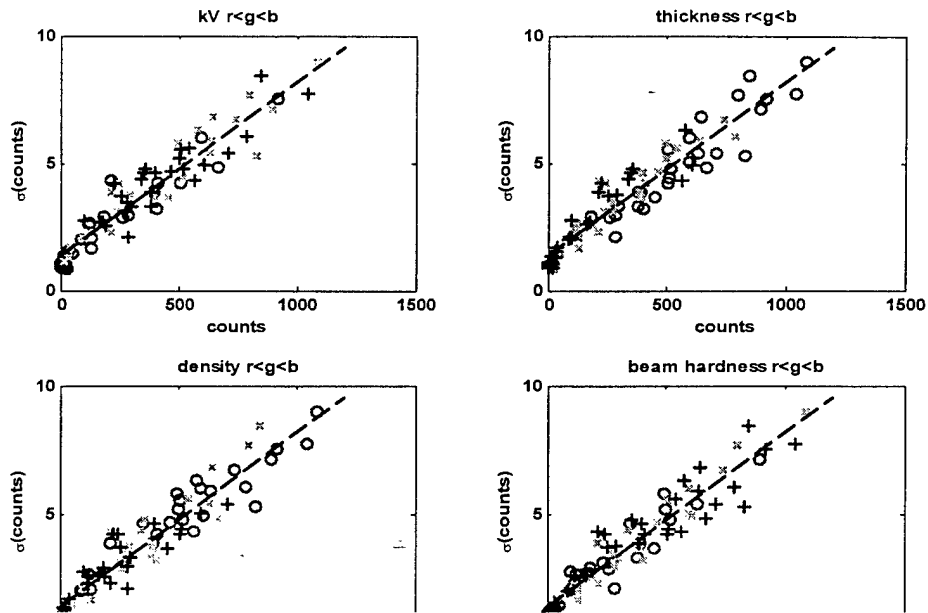 kV r<g<b
10
5
0
σ(counts)
0
500
1000
1500
counts
thickness r<g<b
10
5
0
σ(counts)
0
500
1000
1500
counts
density r<g<b
10
5
σ(counts)
beam hardness r<g<b
10
5
σ(counts)